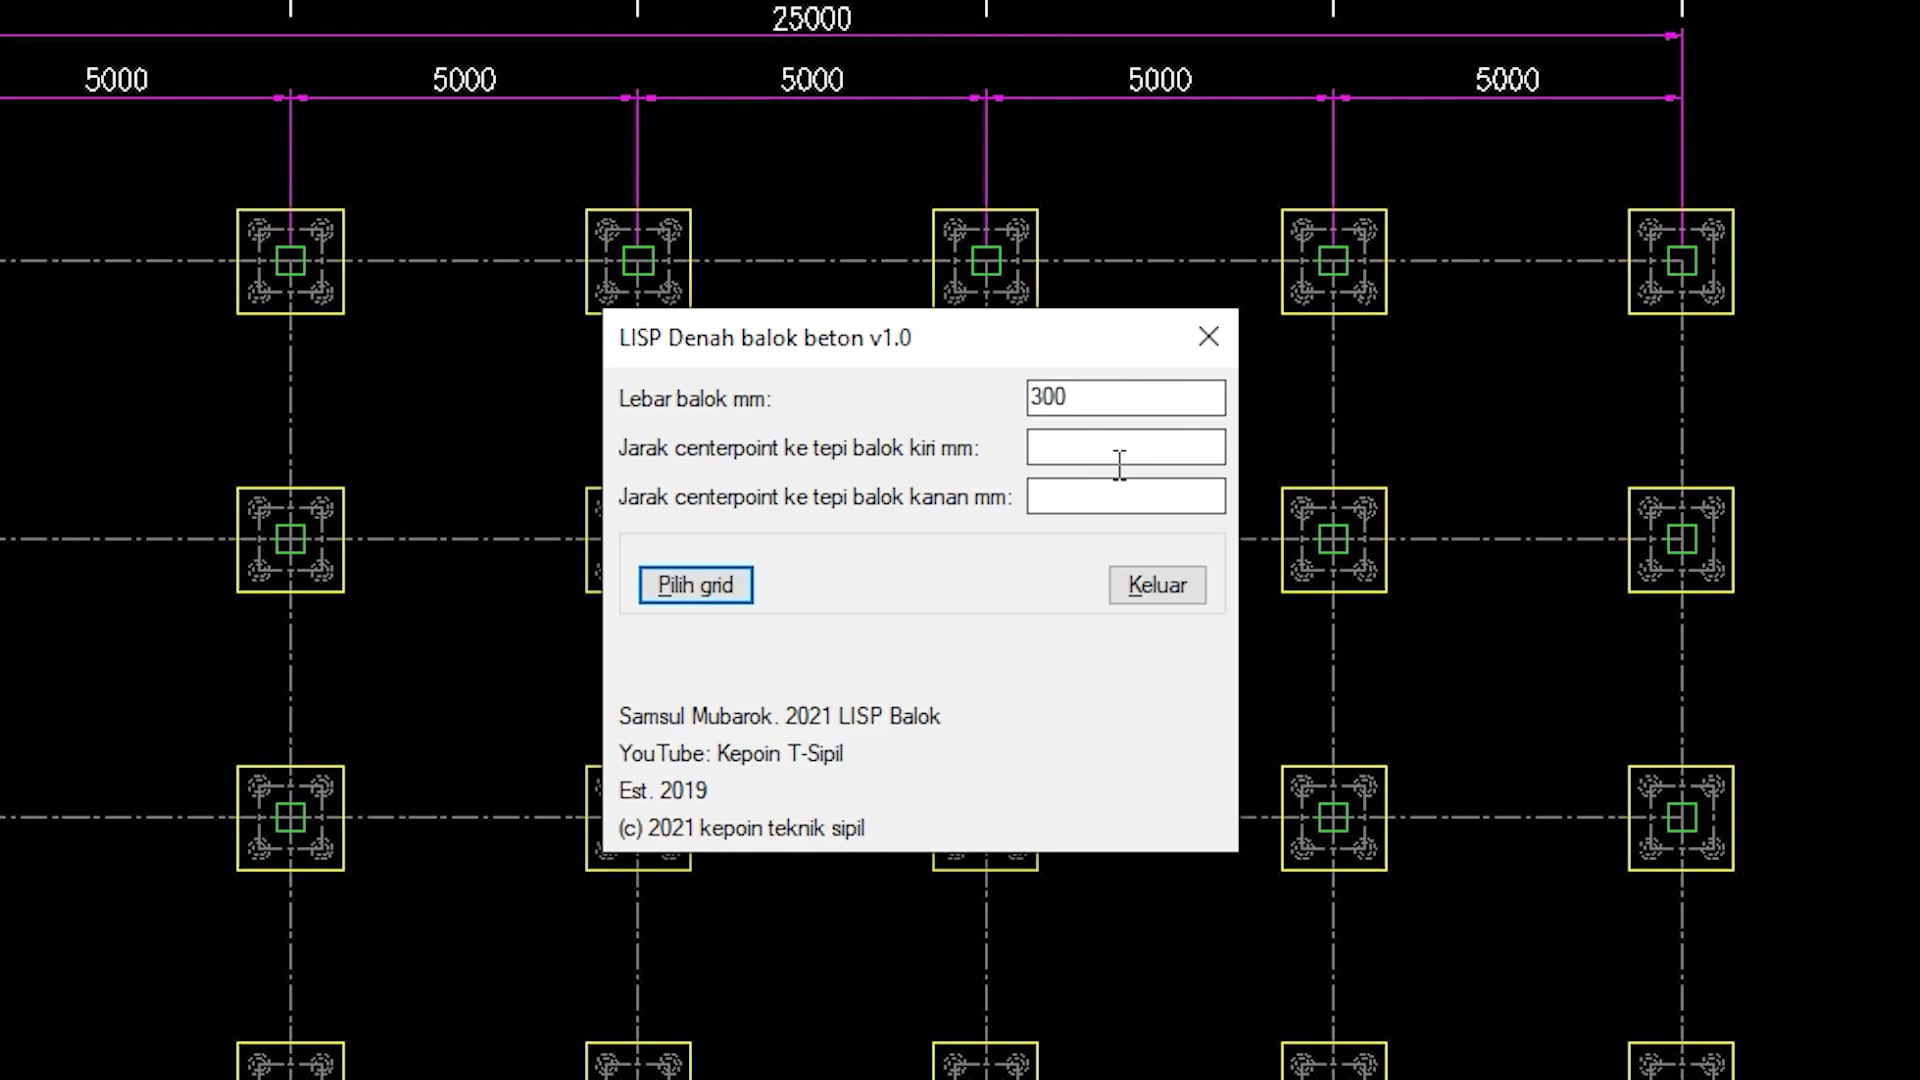 25000
5000 5000 5000 5000 5000
LISP Denah balok beton v1.0
Lebar balok mm: 300
Jarak centerpoint ke tepi balok kiri mm:
Jarak centerpoint ke tepi balok kanan mm:
Pilih grid Keluar
Samsul Mubarok. 2021 LISP Balok
YouTube: Kepoin T-Sipil
Est. 2019
(c) 2021 kepoin teknik sipil